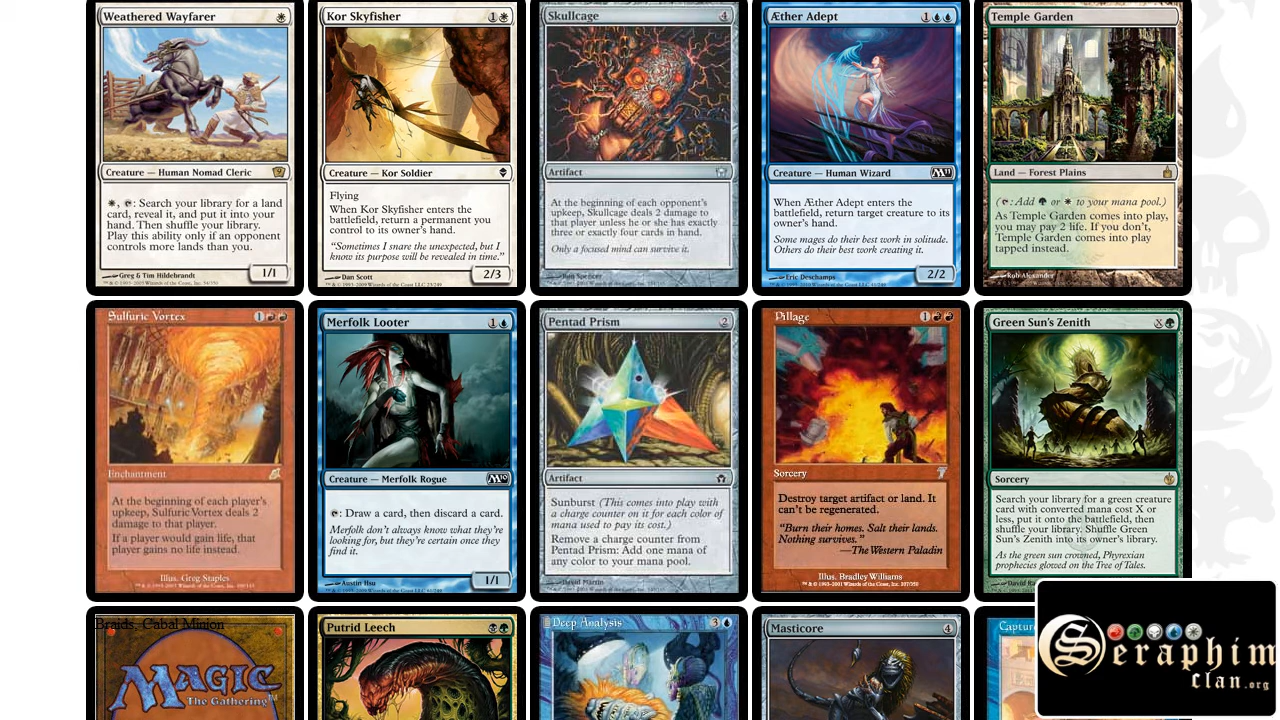 Weathered Wayfarer
Creature — Human Nomad Cleric
: Search your library for a land
card, reveal it, and put it into your
hand. Then shuffle your library.
Play this ability only if an opponent
controls more lands than you.
Greg & Tim Hildebrandt
1/1
Kor Skyfisher 1
Creature — Kor Soldier
Flying
When Kor Skyfisher enters the
battlefield, return a permanent you
control to its owner's hand.
"Sometimes I snare the unexpected, but I
know its purpose will be revealed in time."
Dan Scott
2/3
Skullcage 4
Artifact
At the beginning of each opponent's
upkeep, Skullcage deals 2 damage to
that player unless he or she has exactly
three or exactly four cards in hand.
Only a focused mind can survive it.
Ron Spencer
Æther Adept 1
Creature — Human Wizard
M11
When Æther Adept enters the
battlefield, return target creature to its
owner's hand.
Some mages do their best work in solitude.
Others do their best work creating it.
Eric Deschamps
2/2
Temple Garden
Land — Forest Plains
(: Add or to your mana pool.)
As Temple Garden comes into play,
you may pay 2 life. If you don't,
Temple Garden comes into play
tapped instead.
Rob Alexander
Sulfuric Vortex 1
Enchantment
At the beginning of each player's
upkeep, Sulfuric Vortex deals 2
damage to that player.
If a player would gain life, that
player gains no life instead.
Illus. Greg Staples
Merfolk Looter 1
Creature — Merfolk Rogue
M10
: Draw a card, then discard a card.
Merfolk don't always know what they're
looking for, but they're certain once they
find it.
Austin Hsu
1/1
Pentad Prism 2
Artifact
Sunburst (This comes into play with
a charge counter on it for each color of
mana used to pay its cost.)
Remove a charge counter from
Pentad Prism: Add one mana of
any color to your mana pool.
David Martin
Pillage 1
Sorcery
7
Destroy target artifact or land. It
can't be regenerated.
"Burn their homes. Salt their lands.
Nothing survives."
—The Western Paladin
Illus. Bradley Williams
Green Sun's Zenith X
Sorcery
Search your library for a green creature
card with converted mana cost X or
less, put it onto the battlefield, then
shuffle your library. Shuffle Green
Sun's Zenith into its owner's library.
As the green sun crowned, Phyrexian
prophecies glowed on the Tree of Tales.
David
Braids, Cabal Minion
MAGIC
The Gathering
Putrid Leech
Deep Analysis 3
Masticore 4
Captur
Seraphim
clan.org